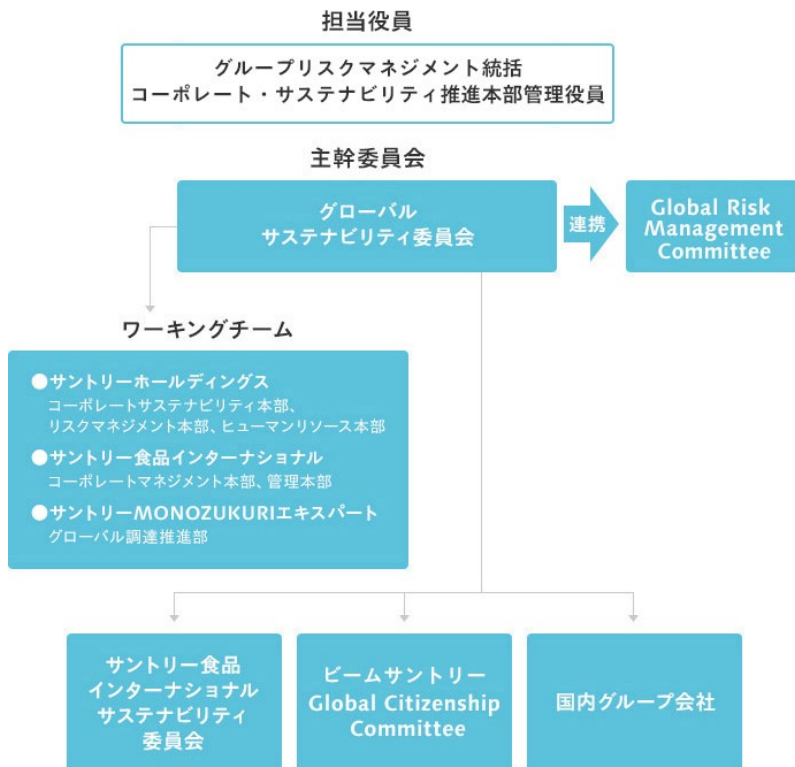 担当役員
グループリスクマネジメント統括
コーポレート・サステナビリティ推進本部管理役員
主幹委員会
グローバル
サステナビリティ委員会
連携
Global Risk
Management
Committee
ワーキングチーム
●サントリーホールディングス
コーポレートサステナビリティ本部、
リスクマネジメント本部、ヒューマンリソース本部
●サントリー食品インターナショナル
コーポレートマネジメント本部、管理本部
●サントリーMONOZUKURIエキスパート
グローバル調達推進部
サントリー食品
インターナショナル
サステナビリティ
委員会
ビームサントリー
Global Citizenship
Committee
国内グループ会社